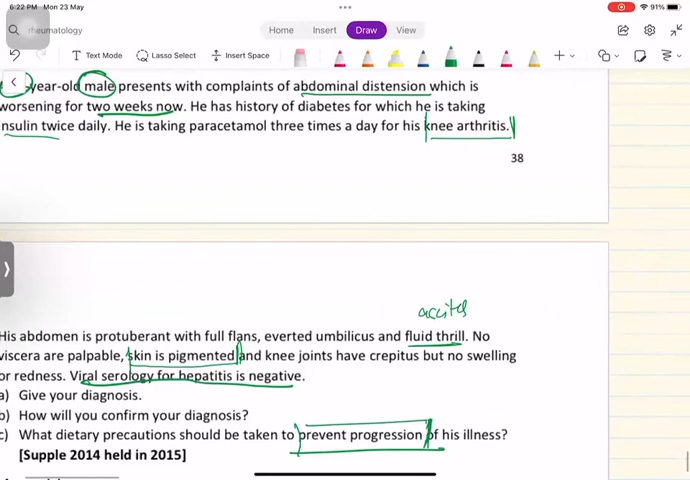 6:22 PM Mon 23 May
91%
rheumatology
Home Insert Draw View
Text Mode Lasso Select Insert Space
year-old male presents with complaints of abdominal distension which is
worsening for two weeks now. He has history of diabetes for which he is taking
nsulin twice daily. He is taking paracetamol three times a day for his knee arthritis.
38
accites
His abdomen is protuberant with full flans, everted umbilicus and fluid thrill. No
viscera are palpable, skin is pigmented and knee joints have crepitus but no swelling
or redness. Viral serology for hepatitis is negative.
a) Give your diagnosis.
b) How will you confirm your diagnosis?
c) What dietary precautions should be taken to prevent progression of his illness?
[Supple 2014 held in 2015]